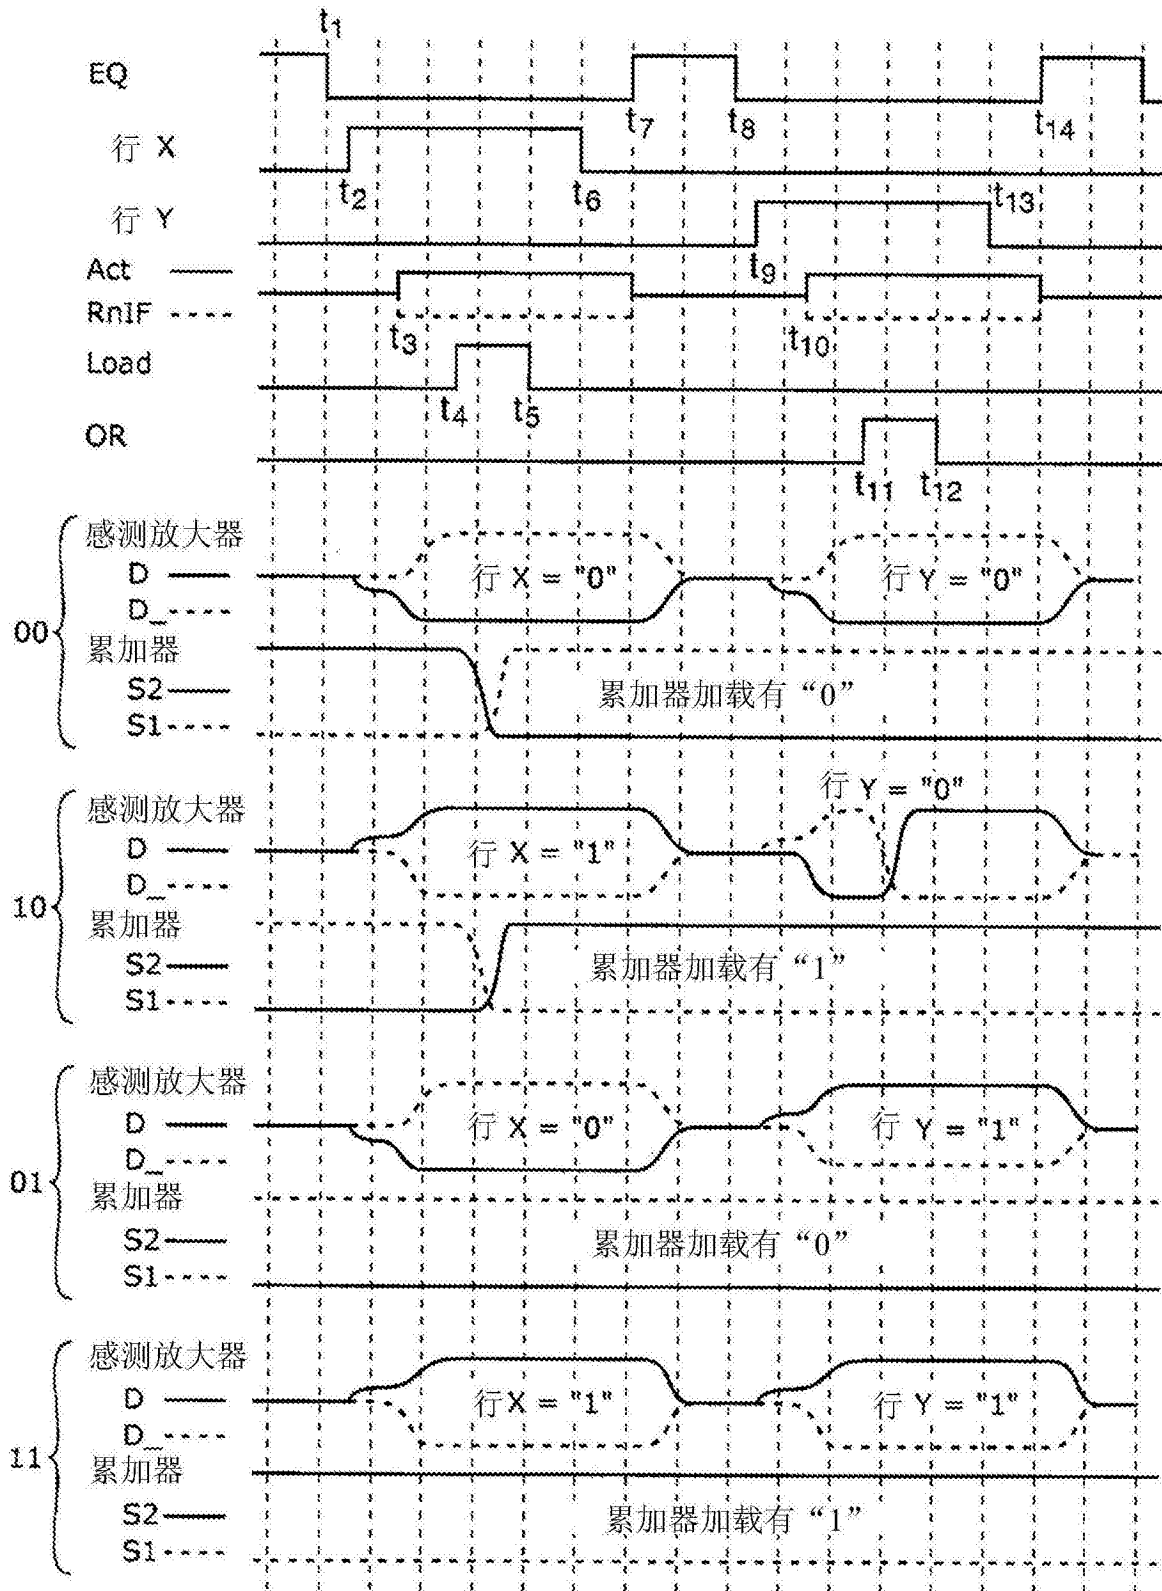 t1
EQ
t7
t8
t14
行 X
t2
t6
t13
行 Y
t9
Act
RnIF
t3
t10
Load
t4
t5
OR
t11
t12
00
感测放大器
D
D_
行 X = "0"
行 Y = "0"
累加器
S2
S1
累加器加载有“0”
10
感测放大器
D
D_
行 X = "1"
行 Y = "0"
累加器
S2
S1
累加器加载有“1”
01
感测放大器
D
D_
行 X = "0"
行 Y = "1"
累加器
S2
S1
累加器加载有“0”
11
感测放大器
D
D_
行X = "1"
行 Y = "1"
累加器
S2
S1
累加器加载有“1”